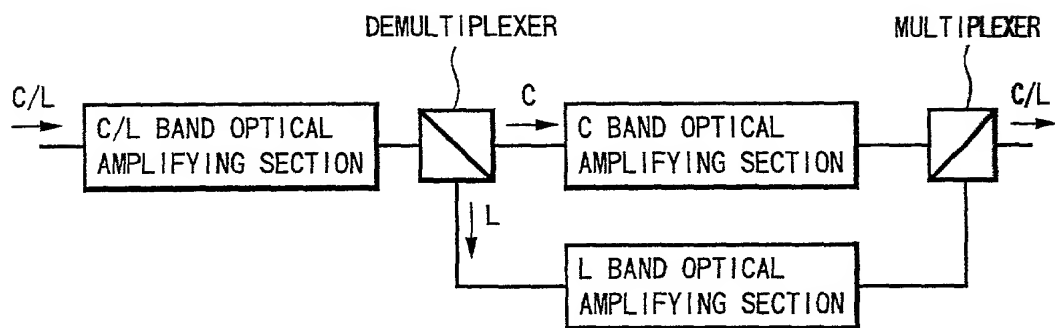 DEMULTIPLEXER
MULTIPLEXER
C/L
C
C/L
C/L BAND OPTICAL
AMPLIFYING SECTION
C BAND OPTICAL
AMPLIFYING SECTION
L
L BAND OPTICAL
AMPLIFYING SECTION